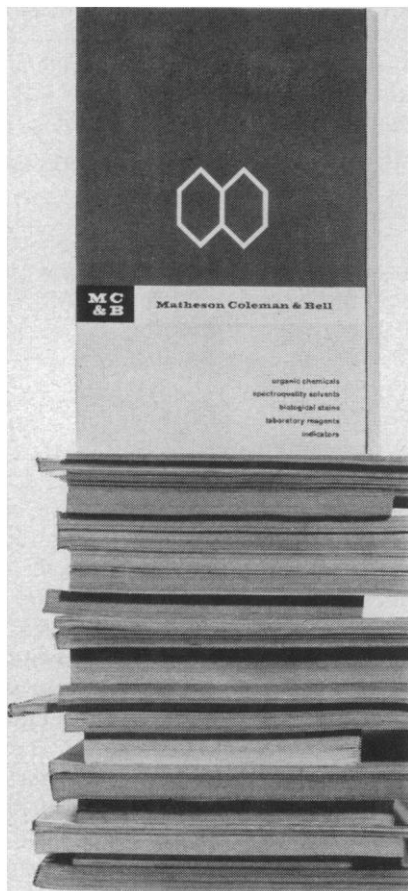 MC
&B
Matheson Coleman & Bell
organic chemicals
spectroquality solvents
biological stains
laboratory reagents
indicators